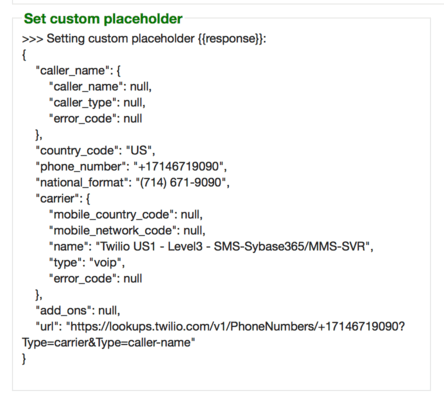 Set custom placeholder
>>> Setting custom placeholder {{response}}:
{
"caller_name": {
"caller_name": null,
"caller_type": null,
"error_code": null
},
"country_code": "US",
"phone_number": "+17146719090",
"national_format": "(714) 671-9090",
"carrier": {
"mobile_country_code": null,
"mobile_network_code": null,
"name": "Twilio US1 - Level3 - SMS-Sybase365/MMS-SVR",
"type": "voip",
"error_code": null
},
"add_ons": null,
"url": "https://lookups.twilio.com/v1/PhoneNumbers/+17146719090?
Type=carrier&Type=caller-name"
}